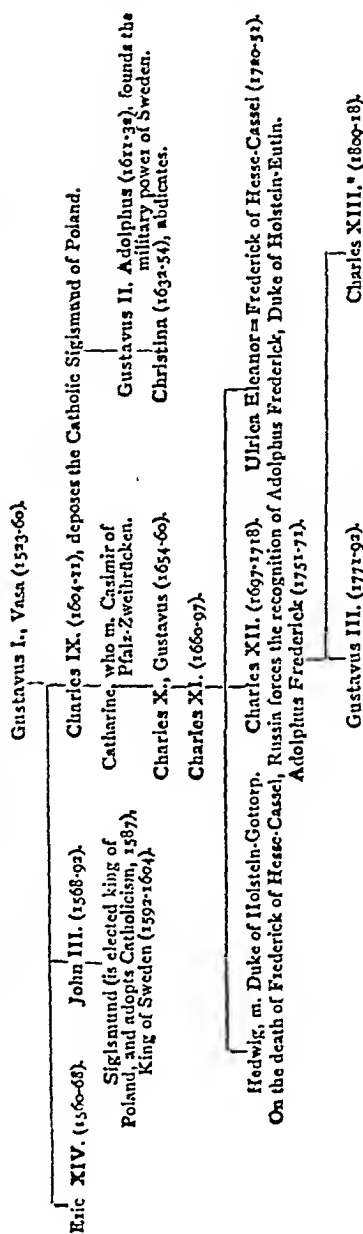 Gustavus I., Vasa (1523-60).
Eric XIV. (1560-68).
John III. (1568-92)
Charles IX. (1604-11), deposes the Catholic Sigismund of Poland.
Sigismund (is elected king of
Poland, and adopts Catholicism, 1587),
King of Sweden (1592-1604).
Catharine, who m. Casimir of
Pfalz-Zweibrücken.
Gustavus II. Adolphus (1611-32), founds the
military power of Sweden.
Christina (1632-54), abdicates.
Charles X., Gustavus (1654-60).
Charles XI. (1660-97).
Hedwig, m. Duke of Holstein-Gottorp.
Charles XII. (1697-1718).
Ulrica Eleanor=Frederick of Hesse-Cassel (1720-51)
On the death of Frederick of Hesse-Cassel, Russia forces the recognition of Adolphus Frederick, Duke of Holstein-Eutin.
Adolphus Frederick (1751-71)
Gustavus III. (1771-92)
Charles XIII.* (1809-18).